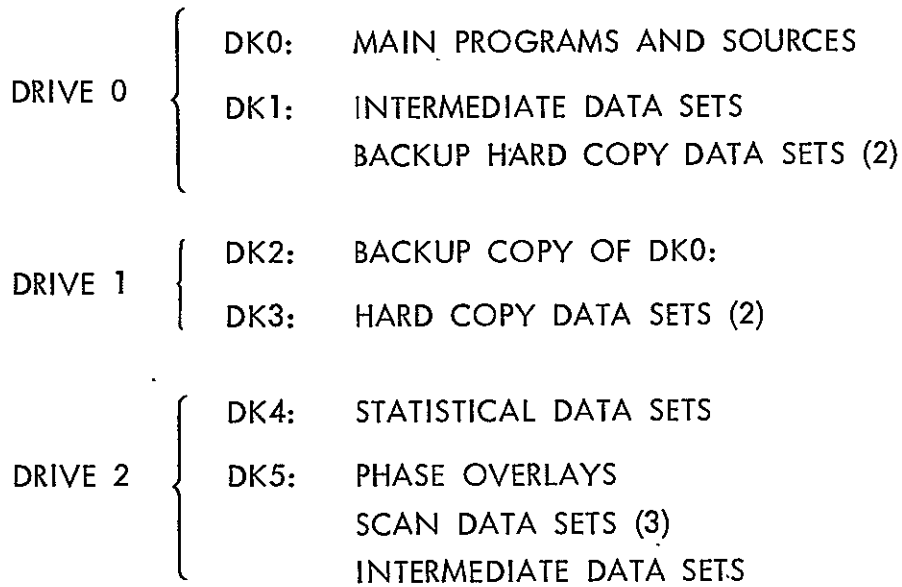 DK0: MAIN PROGRAMS AND SOURCES
DRIVE 0
DK1: INTERMEDIATE DATA SETS
BACKUP HARD COPY DATA SETS (2)
DK2: BACKUP COPY OF DK0:
DRIVE 1
DK3: HARD COPY DATA SETS (2)
DK4: STATISTICAL DATA SETS
DRIVE 2 DK5: PHASE OVERLAYS
SCAN DATA SETS (3)
INTERMEDIATE DATA SETS